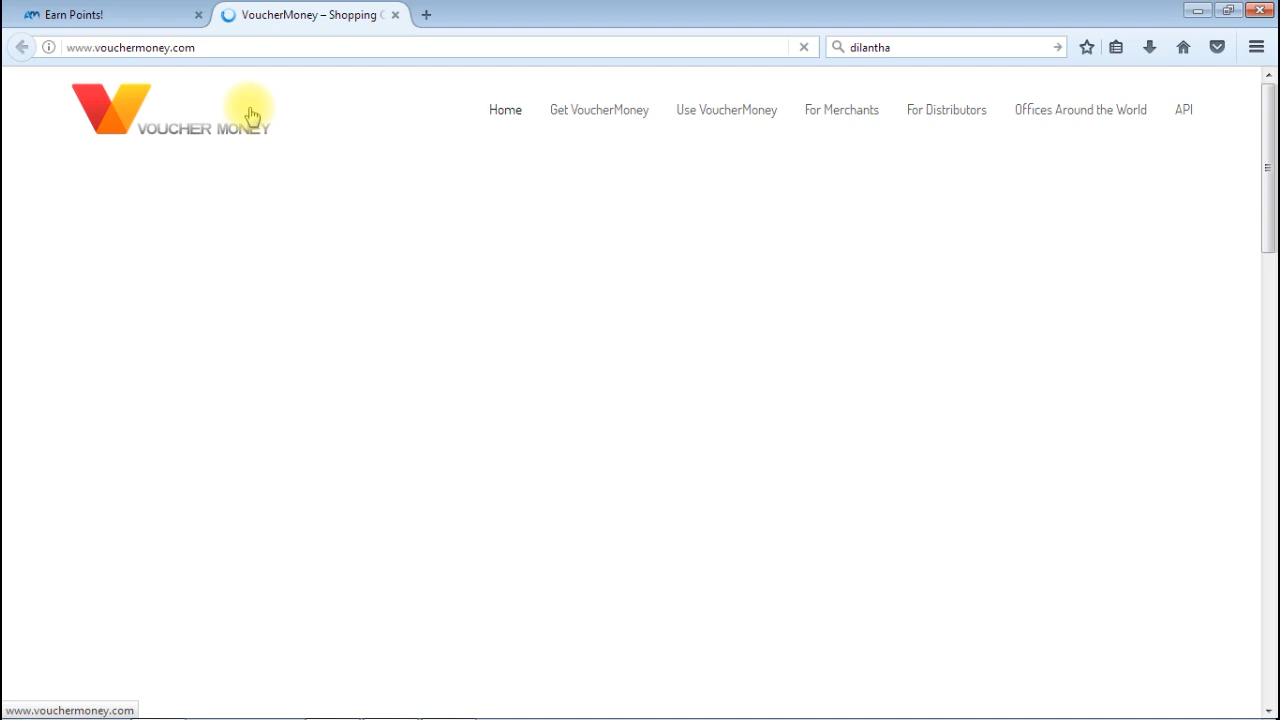 Earn Points!
VoucherMoney – Shopping C
www.vouchermoney.com
dilantha
VOUCHER MONEY
Home
Get VoucherMoney
Use VoucherMoney
For Merchants
For Distributors
Offices Around the World
API
www.vouchermoney.com